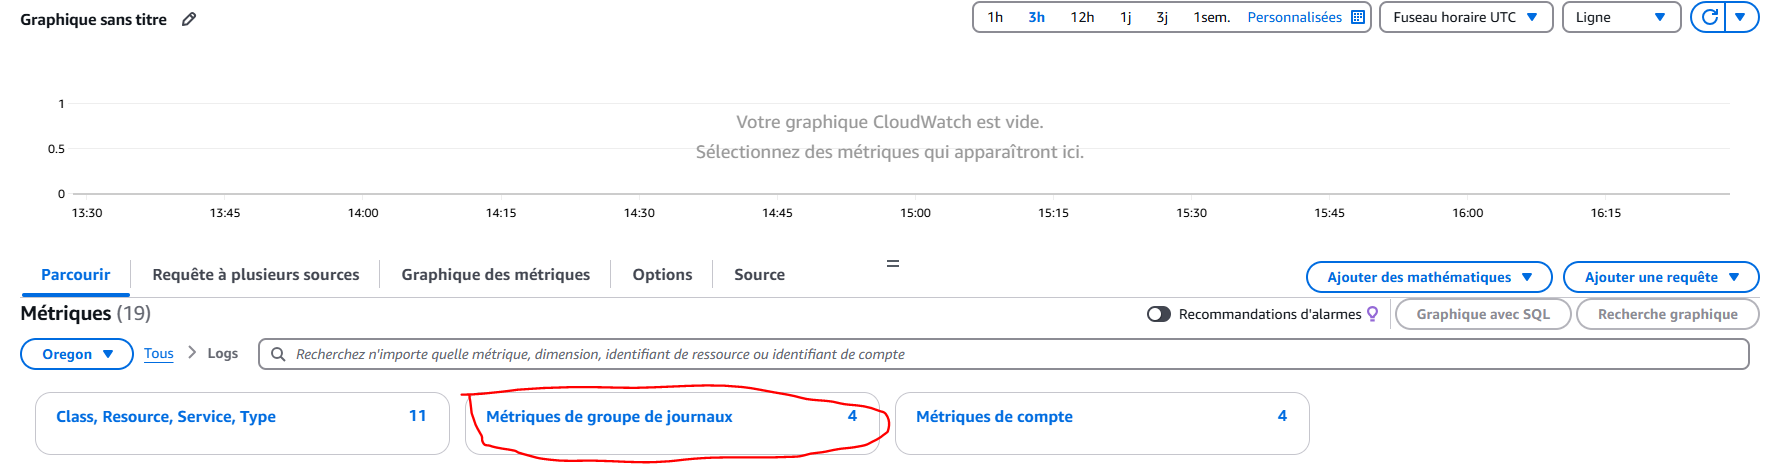 Graphique sans titre
1h 3h 12h 1j 3j 1sem. Personnalisées Fuseau horaire UTC Ligne
1
0.5
0
Votre graphique CloudWatch est vide.
Sélectionnez des métriques qui apparaîtront ici.
13:30 13:45 14:00 14:15 14:30 14:45 15:00 15:15 15:30 15:45 16:00 16:15
Parcourir Requête à plusieurs sources Graphique des métriques Options Source
Ajouter des mathématiques Ajouter une requête
Métriques (19)
Recommandations d'alarmes Graphique avec SQL Recherche graphique
Oregon Tous Logs Recherchez n'importe quelle métrique, dimension, identifiant de ressource ou identifiant de compte
Class, Resource, Service, Type 11
Métriques de groupe de journaux 4
Métriques de compte 4